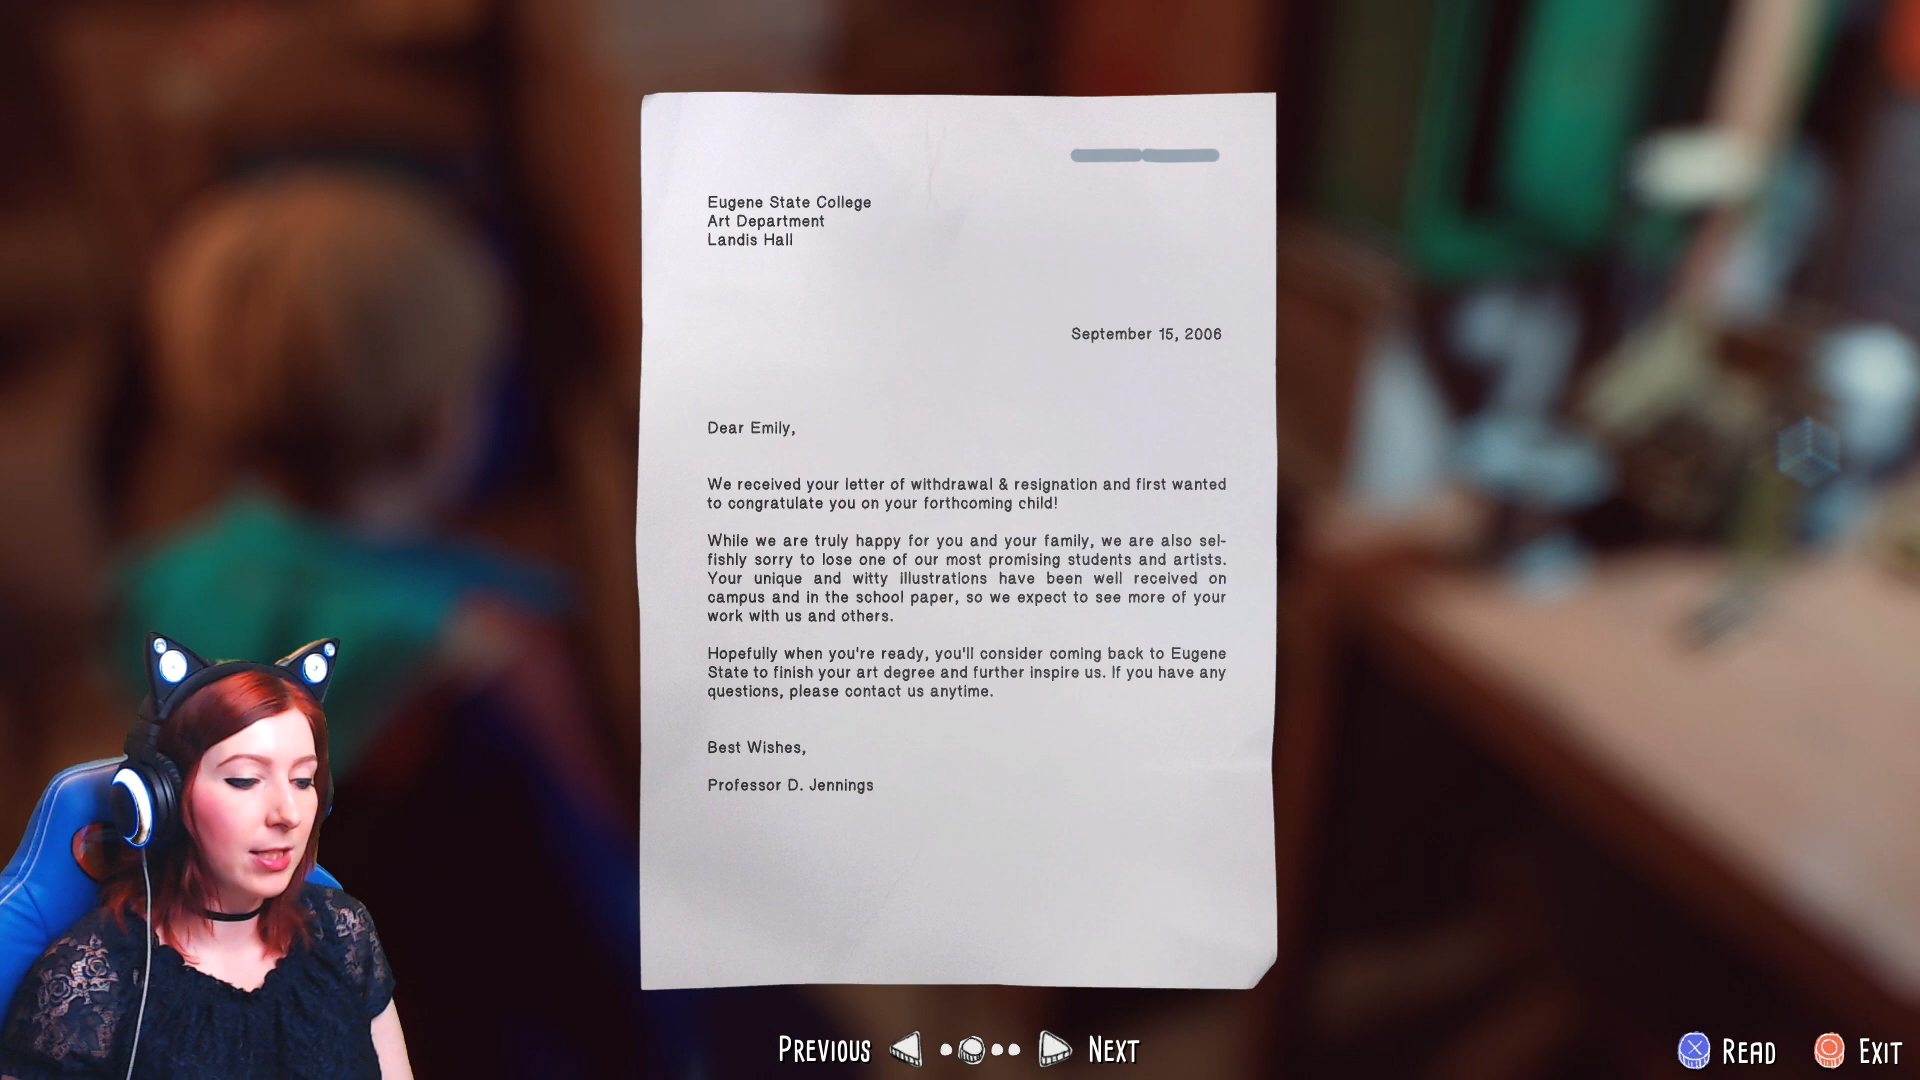 Eugene State College
Art Department
Landis Hall
September 15, 2006
Dear Emily,
We received your letter of withdrawal & resignation and first wanted
to congratulate you on your forthcoming child!
While we are truly happy for you and your family, we are also sel-
fishly sorry to lose one of our most promising students and artists.
Your unique and witty illustrations have been well received on
campus and in the school paper, so we expect to see more of your
work with us and others.
Hopefully when you're ready, you'll consider coming back to Eugene
State to finish your art degree and further inspire us. If you have any
questions, please contact us anytime.
Best Wishes,
Professor D. Jennings
PREVIOUS NEXT
READ EXIT